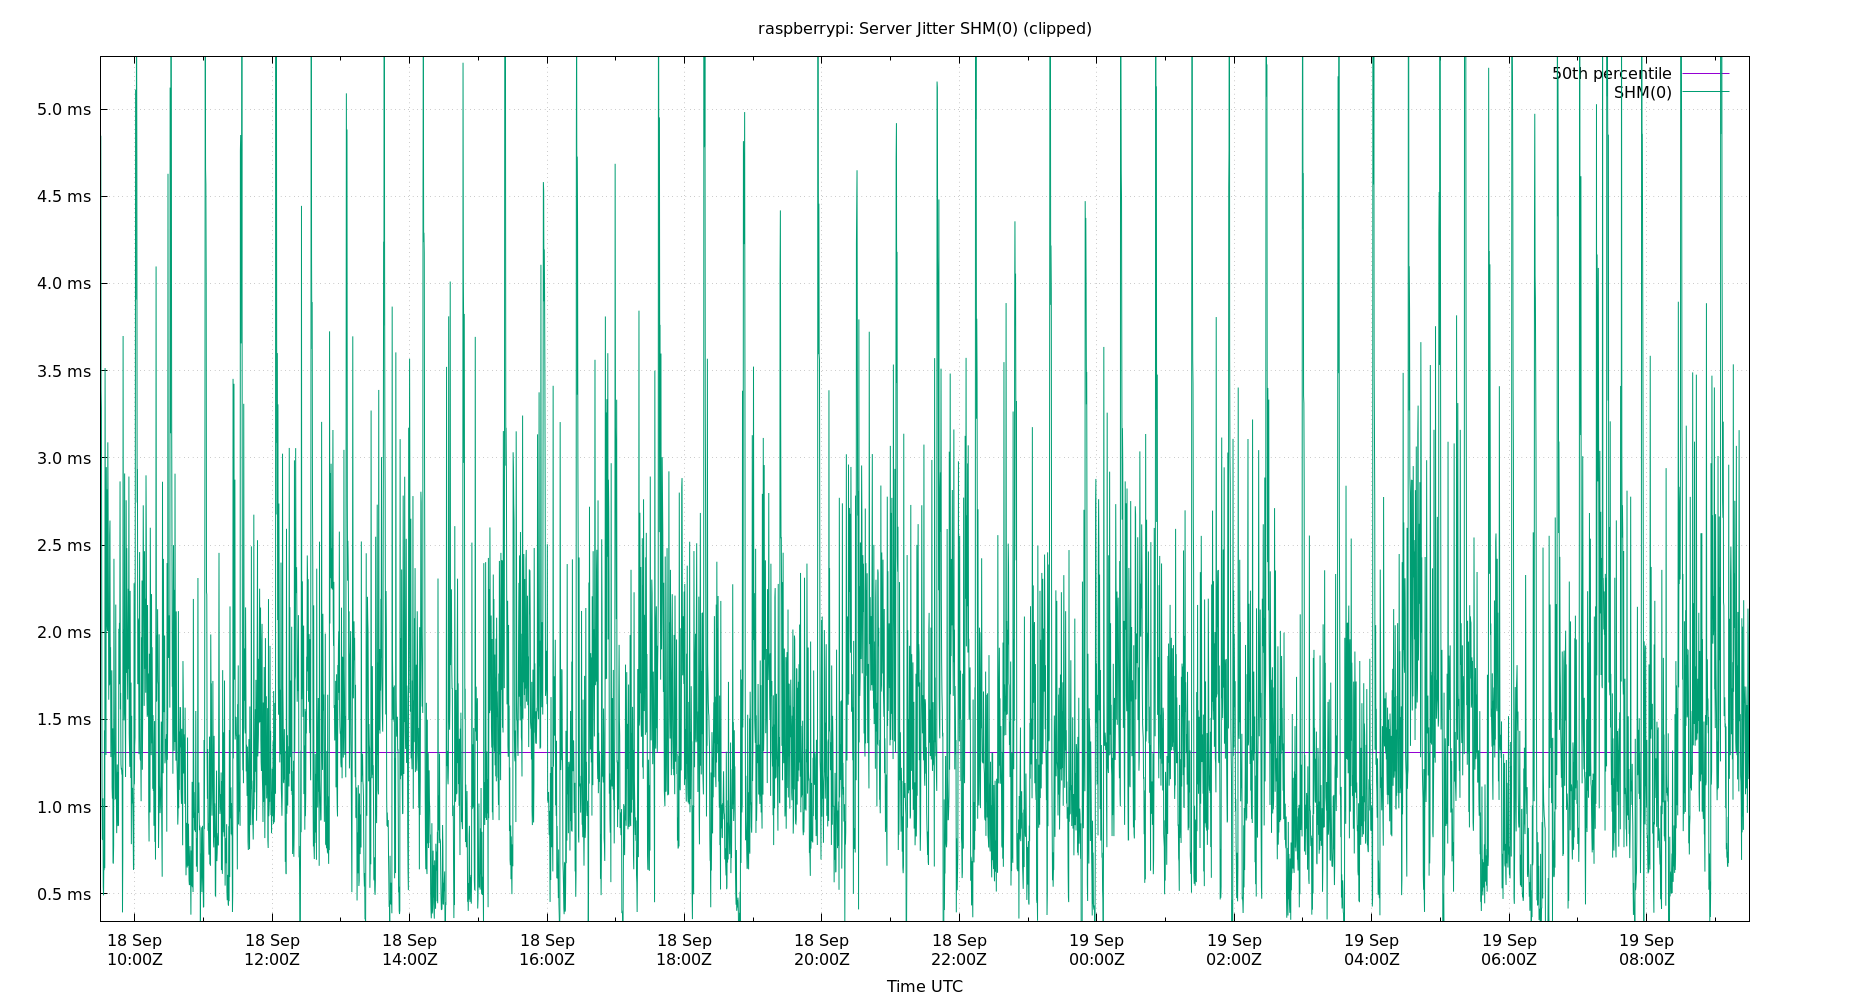 raspberrypi: Server Jitter SHM(0) (clipped)
50th percentile
SHM(0)
5.0 ms
4.5 ms
4.0 ms
3.5 ms
3.0 ms
2.5 ms
2.0 ms
1.5 ms
1.0 ms
0.5 ms
18 Sep 18 Sep 18 Sep 18 Sep 18 Sep 18 Sep 18 Sep 19 Sep 19 Sep 19 Sep 19 Sep 19 Sep
10:00Z 12:00Z 14:00Z 16:00Z 18:00Z 20:00Z 22:00Z 00:00Z 02:00Z 04:00Z 06:00Z 08:00Z
Time UTC